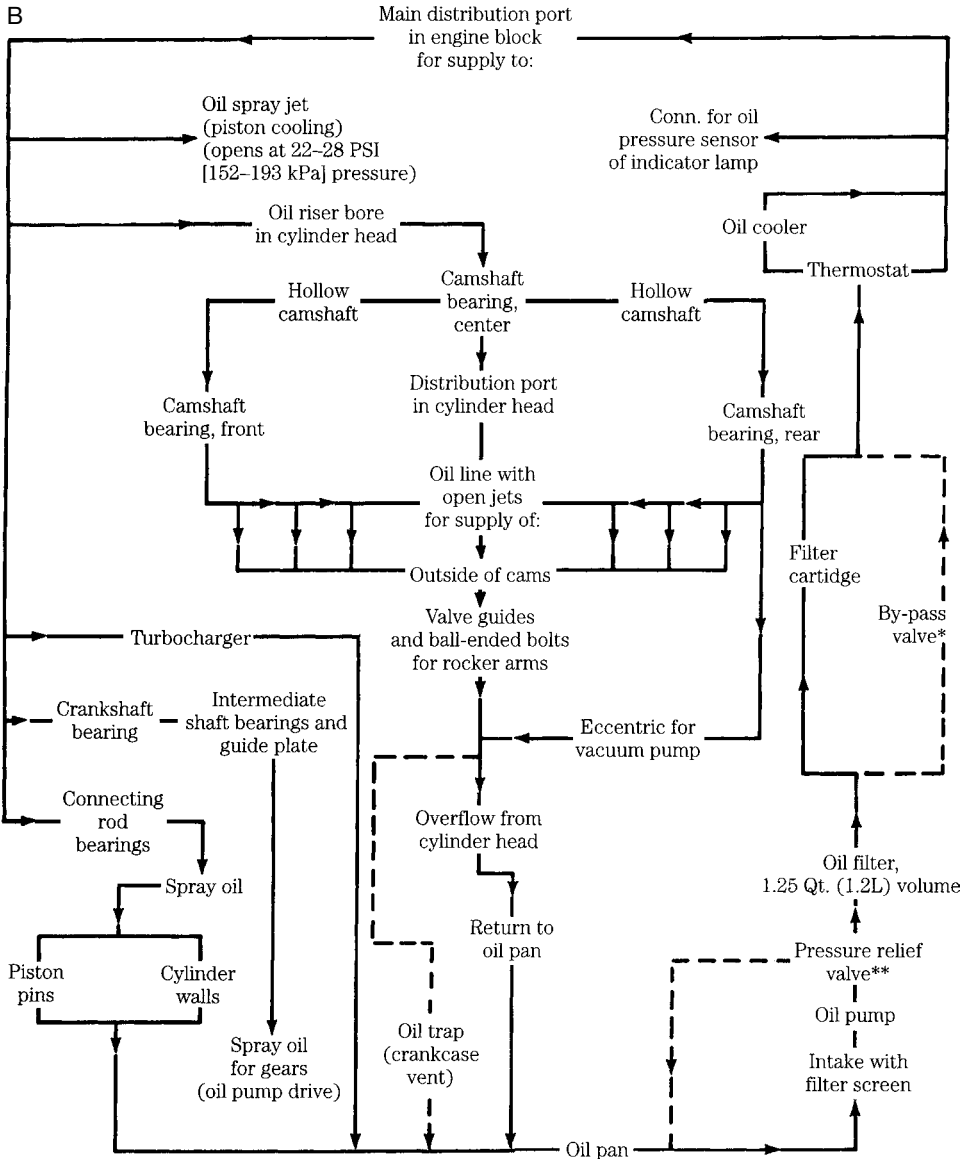 B
Main distribution port
in engine block
for supply to:
Oil spray jet
(piston cooling)
(opens at 22–28 PSI
[152–193 kPa] pressure)
Conn. for oil
pressure sensor
of indicator lamp
Oil riser bore
in cylinder head
Oil cooler
Thermostat
Hollow
camshaft
Camshaft
bearing,
center
Hollow
camshaft
Distribution port
in cylinder head
Camshaft
bearing, front
Camshaft
bearing, rear
Oil line with
open jets
for supply of:
Filter
cartidge
Outside of cams
By-pass
valve*
Valve guides
and ball-ended bolts
for rocker arms
Turbocharger
Crankshaft
bearing
Intermediate
shaft bearings and
guide plate
Eccentric for
vacuum pump
Connecting
rod
bearings
Overflow from
cylinder head
Oil filter,
1.25 Qt. (1.2L) volume
Spray oil
Return to
oil pan
Piston
pins
Cylinder
walls
Pressure relief
valve**
Oil pump
Oil trap
(crankcase
vent)
Spray oil
for gears
(oil pump drive)
Intake with
filter screen
Oil pan